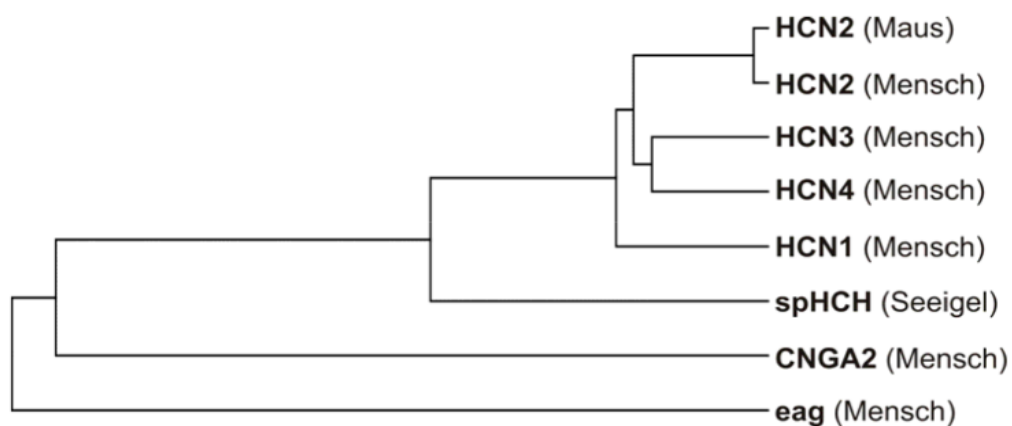 HCN2 (Maus)
HCN2 (Mensch)
HCN3 (Mensch)
HCN4 (Mensch)
HCN1 (Mensch)
spHCH (Seeigel)
CNGA2 (Mensch)
eag (Mensch)